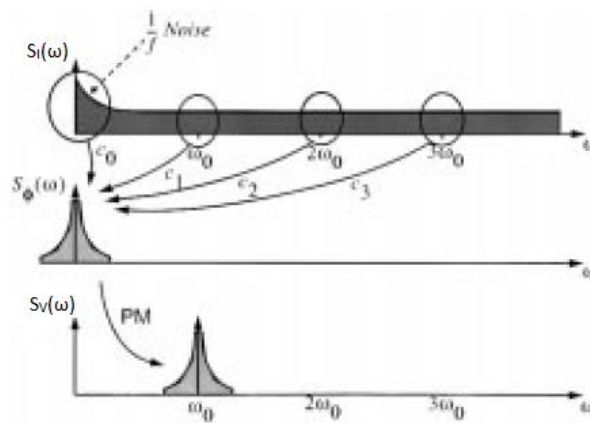 1/f Noise
S_I(ω)
ω
ω₀ 2ω₀ 3ω₀
c₀
c₁ c₂ c₃
S_ϕ(ω)
ω
S_V(ω)
PM
ω₀ 2ω₀ 3ω₀
ω